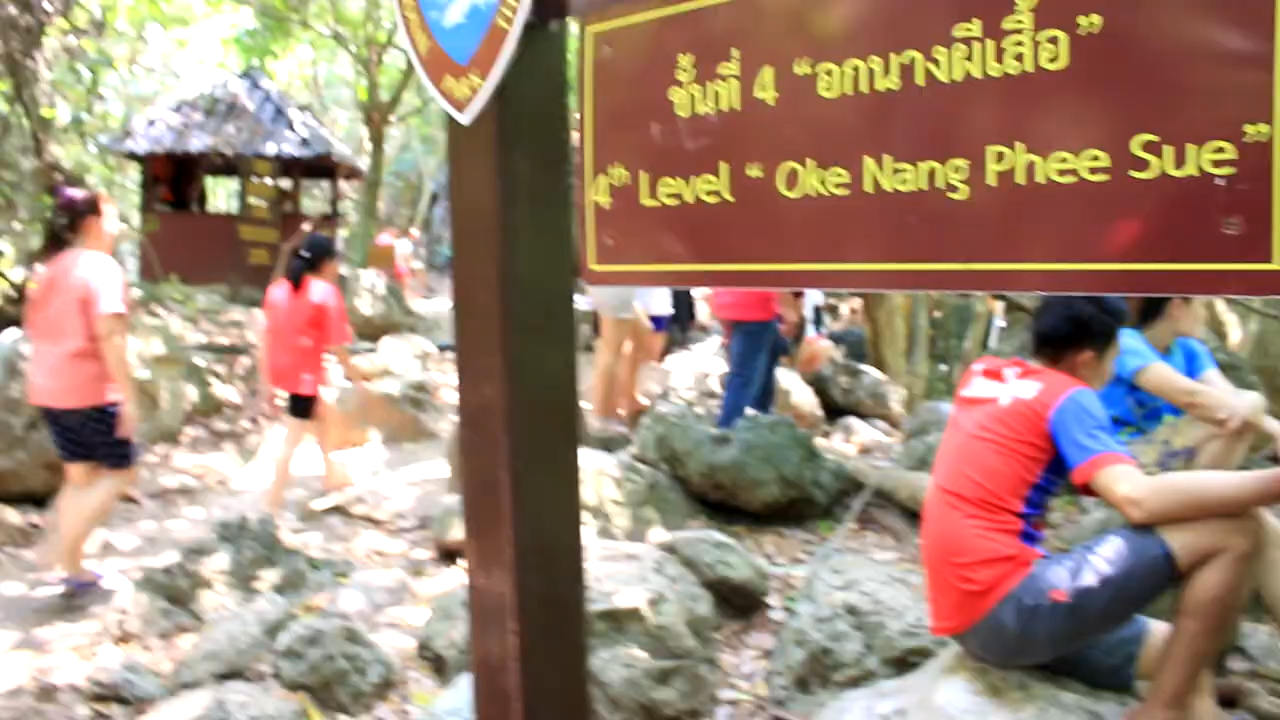 ชั้นที่ 4 “อกนางผีเสื้อ”
4th Level “ Oke Nang Phee Sue”